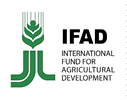 IFAD
INTERNATIONAL
FUND FOR
AGRICULTURAL
DEVELOPMENT